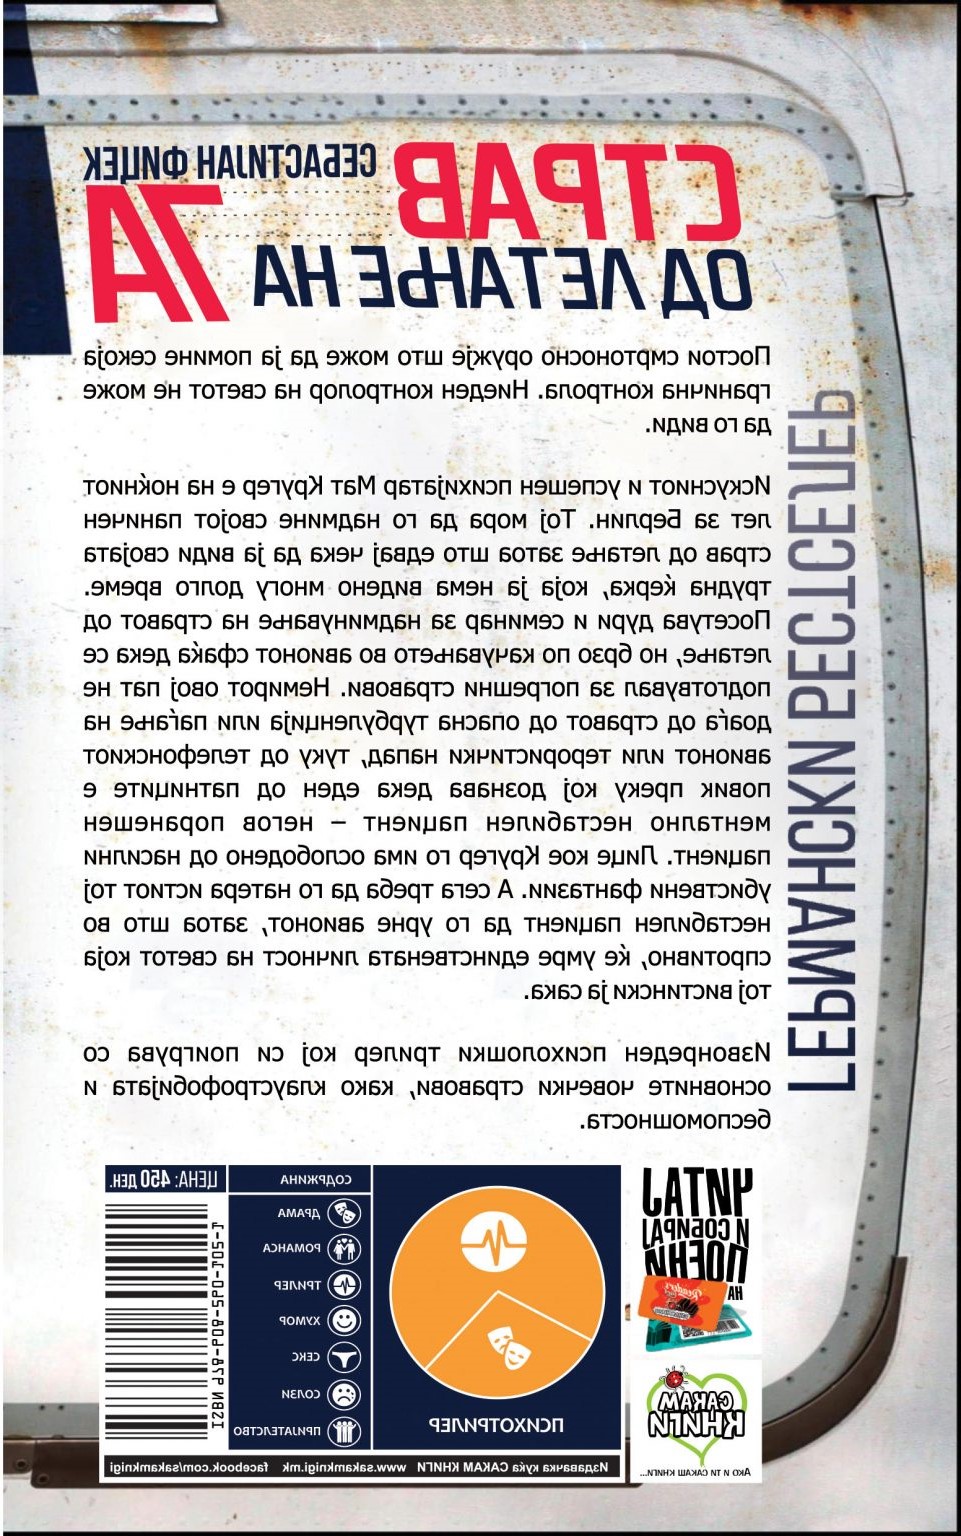 СТРАВ
СЕБАСТИЈАН ФИЦЕК
ОД ЛЕТАЊЕ НА
7А
Постои смртоносно оружје што може да ја помине секоја
гранична контрола. Ниеден контролор на светот не може
да го види.
Искусниот и успешен психијатар Мат Кругер е на ноќниот
лет за Берлин. Тој мора да го надмине својот паничен
страв од летање затоа што едвај чека да ја види својата
трудна ќерка, која ја нема видено многу долго време.
Посетува дури и семинар за надминување на стравот од
летање, но брзо по качувањето во авионот сфаќа дека се
подготвувал за погрешни стравови. Немирот овој пат не
доаѓа од стравот од опасна турбуленција или паѓање на
авионот или терористички напад, туку од телефонскиот
повик преку кој дознава дека еден од патниците е
ментално нестабилен пациент – негов поранешен
пациент. Лице кое Кругер го има ослободено од насилни
убиствени фантазии. А сега треба да го натера истиот тој
нестабилен пациент да го урне авионот, затоа што во
спротивно, ќе умре единствената личност на светот која
тој вистински ја сака.
Извонреден психолошки трилер кој си поигрува со
основните човечки стравови, како клаустрофобијата и
беспомошноста.
ГЕРМАНСКИ БЕСТСЕЛЕР
ЧИТАЈ
И СОБИРАЈ
ПОЕНИ
НА
САКАМ
КНИГИ
Ако и ти сакаш книги...
ПСИХОТРИЛЕР
СОДРЖИНА
ДРАМА
РОМАНСА
ТРИЛЕР
ХУМОР
СЕКС
СОЛЗИ
ПРИЈАТЕЛСТВО
ЦЕНА: 450 ДЕН.
ISBN
Издавачка куќа САКАМ КНИГИ www.sakamknigi.mk facebook.com/sakamknigi